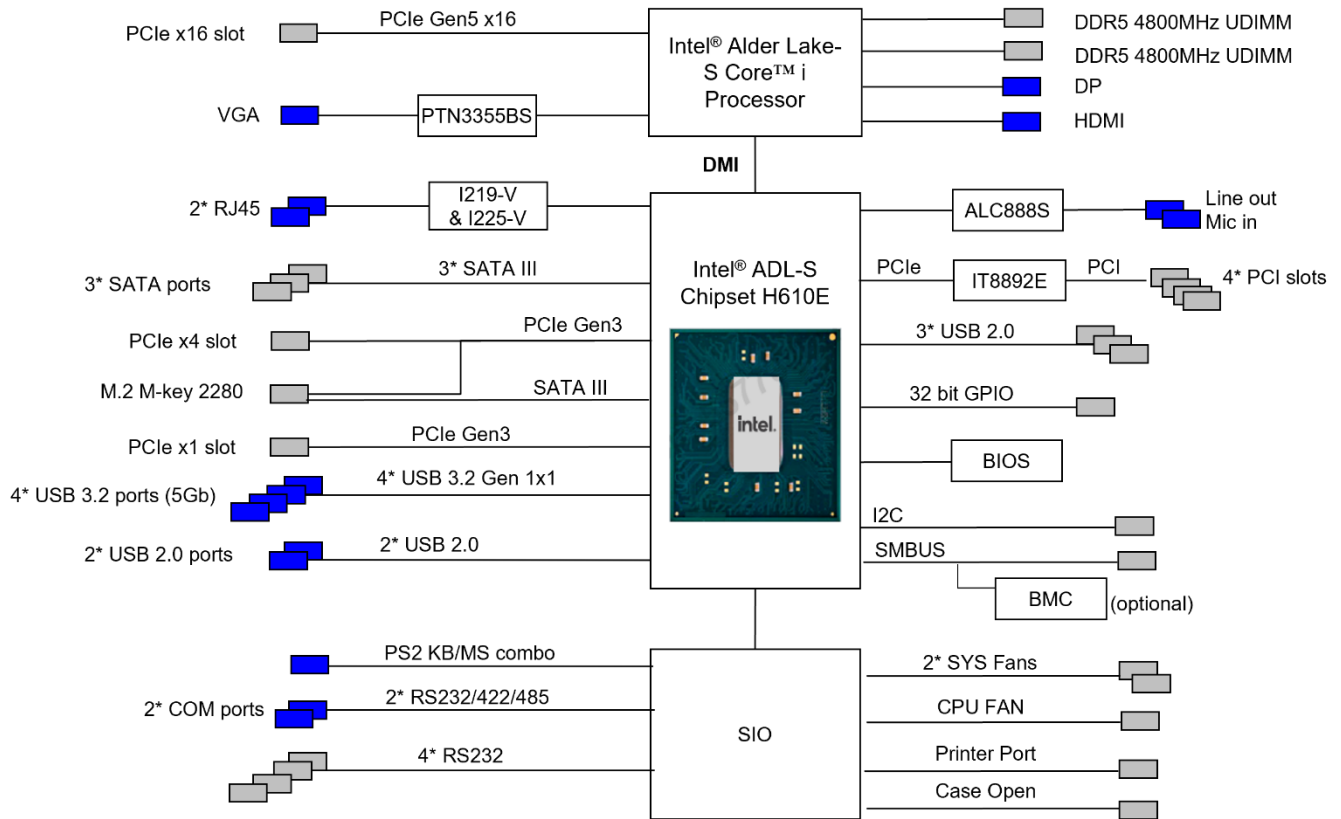 PCIe x16 slot
PCIe Gen5 x16
Intel® Alder Lake-
S Core™ i
Processor
DDR5 4800MHz UDIMM
DDR5 4800MHz UDIMM
DP
HDMI
VGA
PTN3355BS
DMI
2* RJ45
I219-V
& I225-V
3* SATA ports
3* SATA III
PCIe x4 slot
PCIe Gen3
M.2 M-key 2280
SATA III
PCIe x1 slot
PCIe Gen3
4* USB 3.2 ports (5Gb)
4* USB 3.2 Gen 1x1
2* USB 2.0 ports
2* USB 2.0
Intel® ADL-S
Chipset H610E
intel.
ALC888S
Line out
Mic in
PCIe
IT8892E
PCI
4* PCI slots
3* USB 2.0
32 bit GPIO
BIOS
I2C
SMBUS
BMC
(optional)
PS2 KB/MS combo
2* COM ports
2* RS232/422/485
4* RS232
SIO
2* SYS Fans
CPU FAN
Printer Port
Case Open